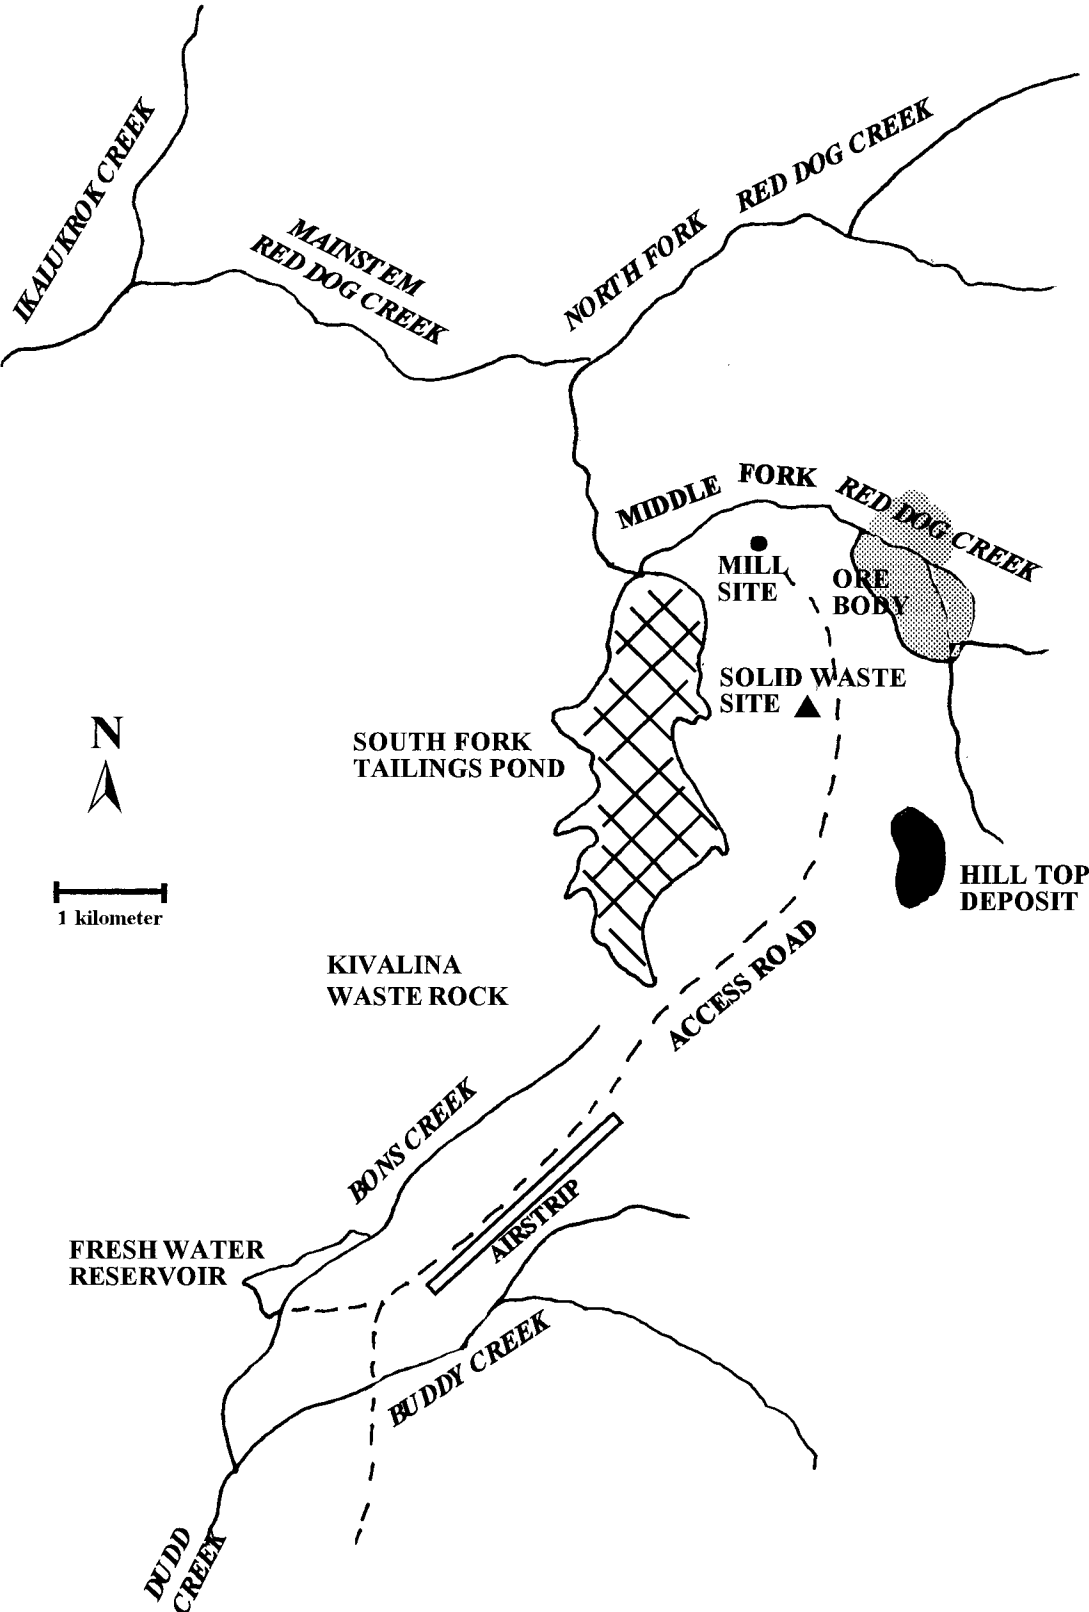 IKALUKROK CREEK
MAINSTEM
RED DOG CREEK
NORTH FORK RED DOG CREEK
MIDDLE FORK RED DOG CREEK
MILL
SITE
ORE
BODY
SOLID WASTE
SITE
SOUTH FORK
TAILINGS POND
N
1 kilometer
HILL TOP
DEPOSIT
KIVALINA
WASTE ROCK
ACCESS ROAD
BONS CREEK
AIRSTRIP
FRESH WATER
RESERVOIR
BUDDY CREEK
DUDD
CREEK